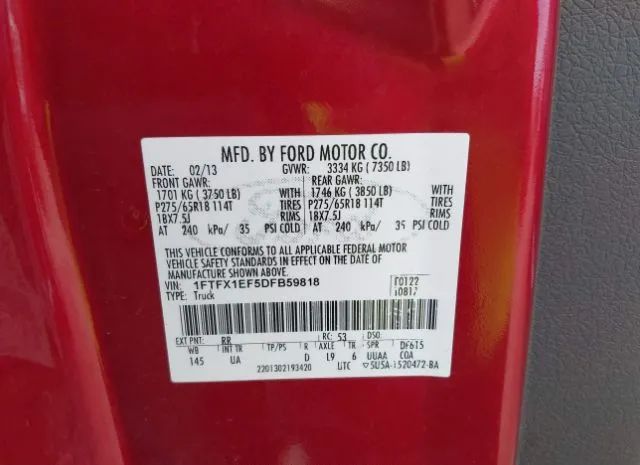 MFD. BY FORD MOTOR CO.
DATE: 02/13 GVWR: 3334 KG ( 7350 LB)
FRONT GAWR: REAR GAWR:
1701 KG ( 3750 LB) WITH 1746 KG ( 3850 LB) WITH
P275/65R18 114T TIRES P275/65R18 114T TIRES
18X7.5J RIMS 18X7.5J RIMS
AT 240 kPa/ 35 PSI COLD AT 240 kPa/ 35 PSI COLD
THIS VEHICLE CONFORMS TO ALL APPLICABLE FEDERAL MOTOR
VEHICLE SAFETY STANDARDS IN EFFECT ON THE DATE OF
MANUFACTURE SHOWN ABOVE.
VIN: 1FTFX1EF5DFB59818
TYPE: Truck
F0122
EXT PNT: RR RC: 53 DSO:
WB INT TR TP/PS R AXLE TR SPR DF615
145 UA D L9 6 UUAA COA
2201302193420 UTC ▽5U5A-1520472-BA